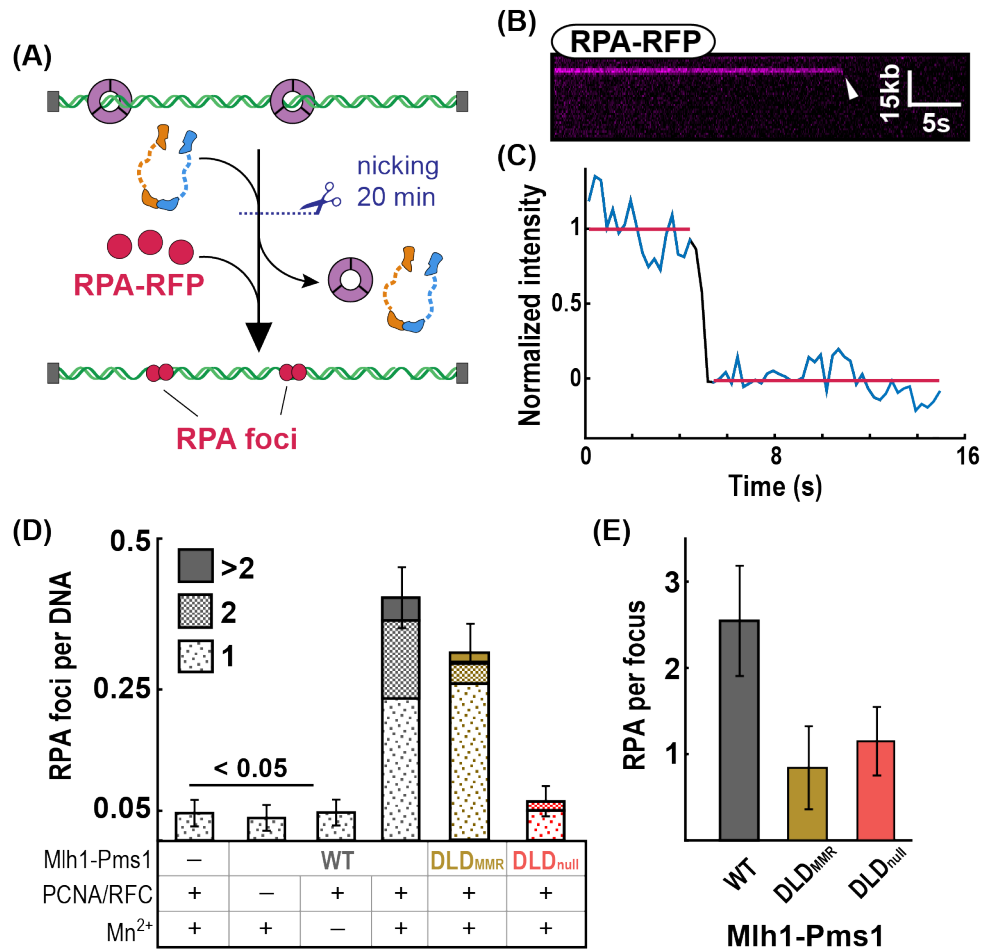 (A)
nicking
20 min
RPA-RFP
RPA foci
(B)
RPA-RFP
15kb
5s
(C)
Normalized intensity
1
0.5
0
0
8
16
Time (s)
(D)
RPA foci per DNA
0.5
0.25
0.05
>2
2
1
< 0.05
Mlh1-Pms1 – WT DLDMMR DLDnull
PCNA/RFC + – + + + +
Mn2+ + + – + + +
(E)
RPA per focus
3
2
1
WT
DLDMMR
DLDnull
Mlh1-Pms1